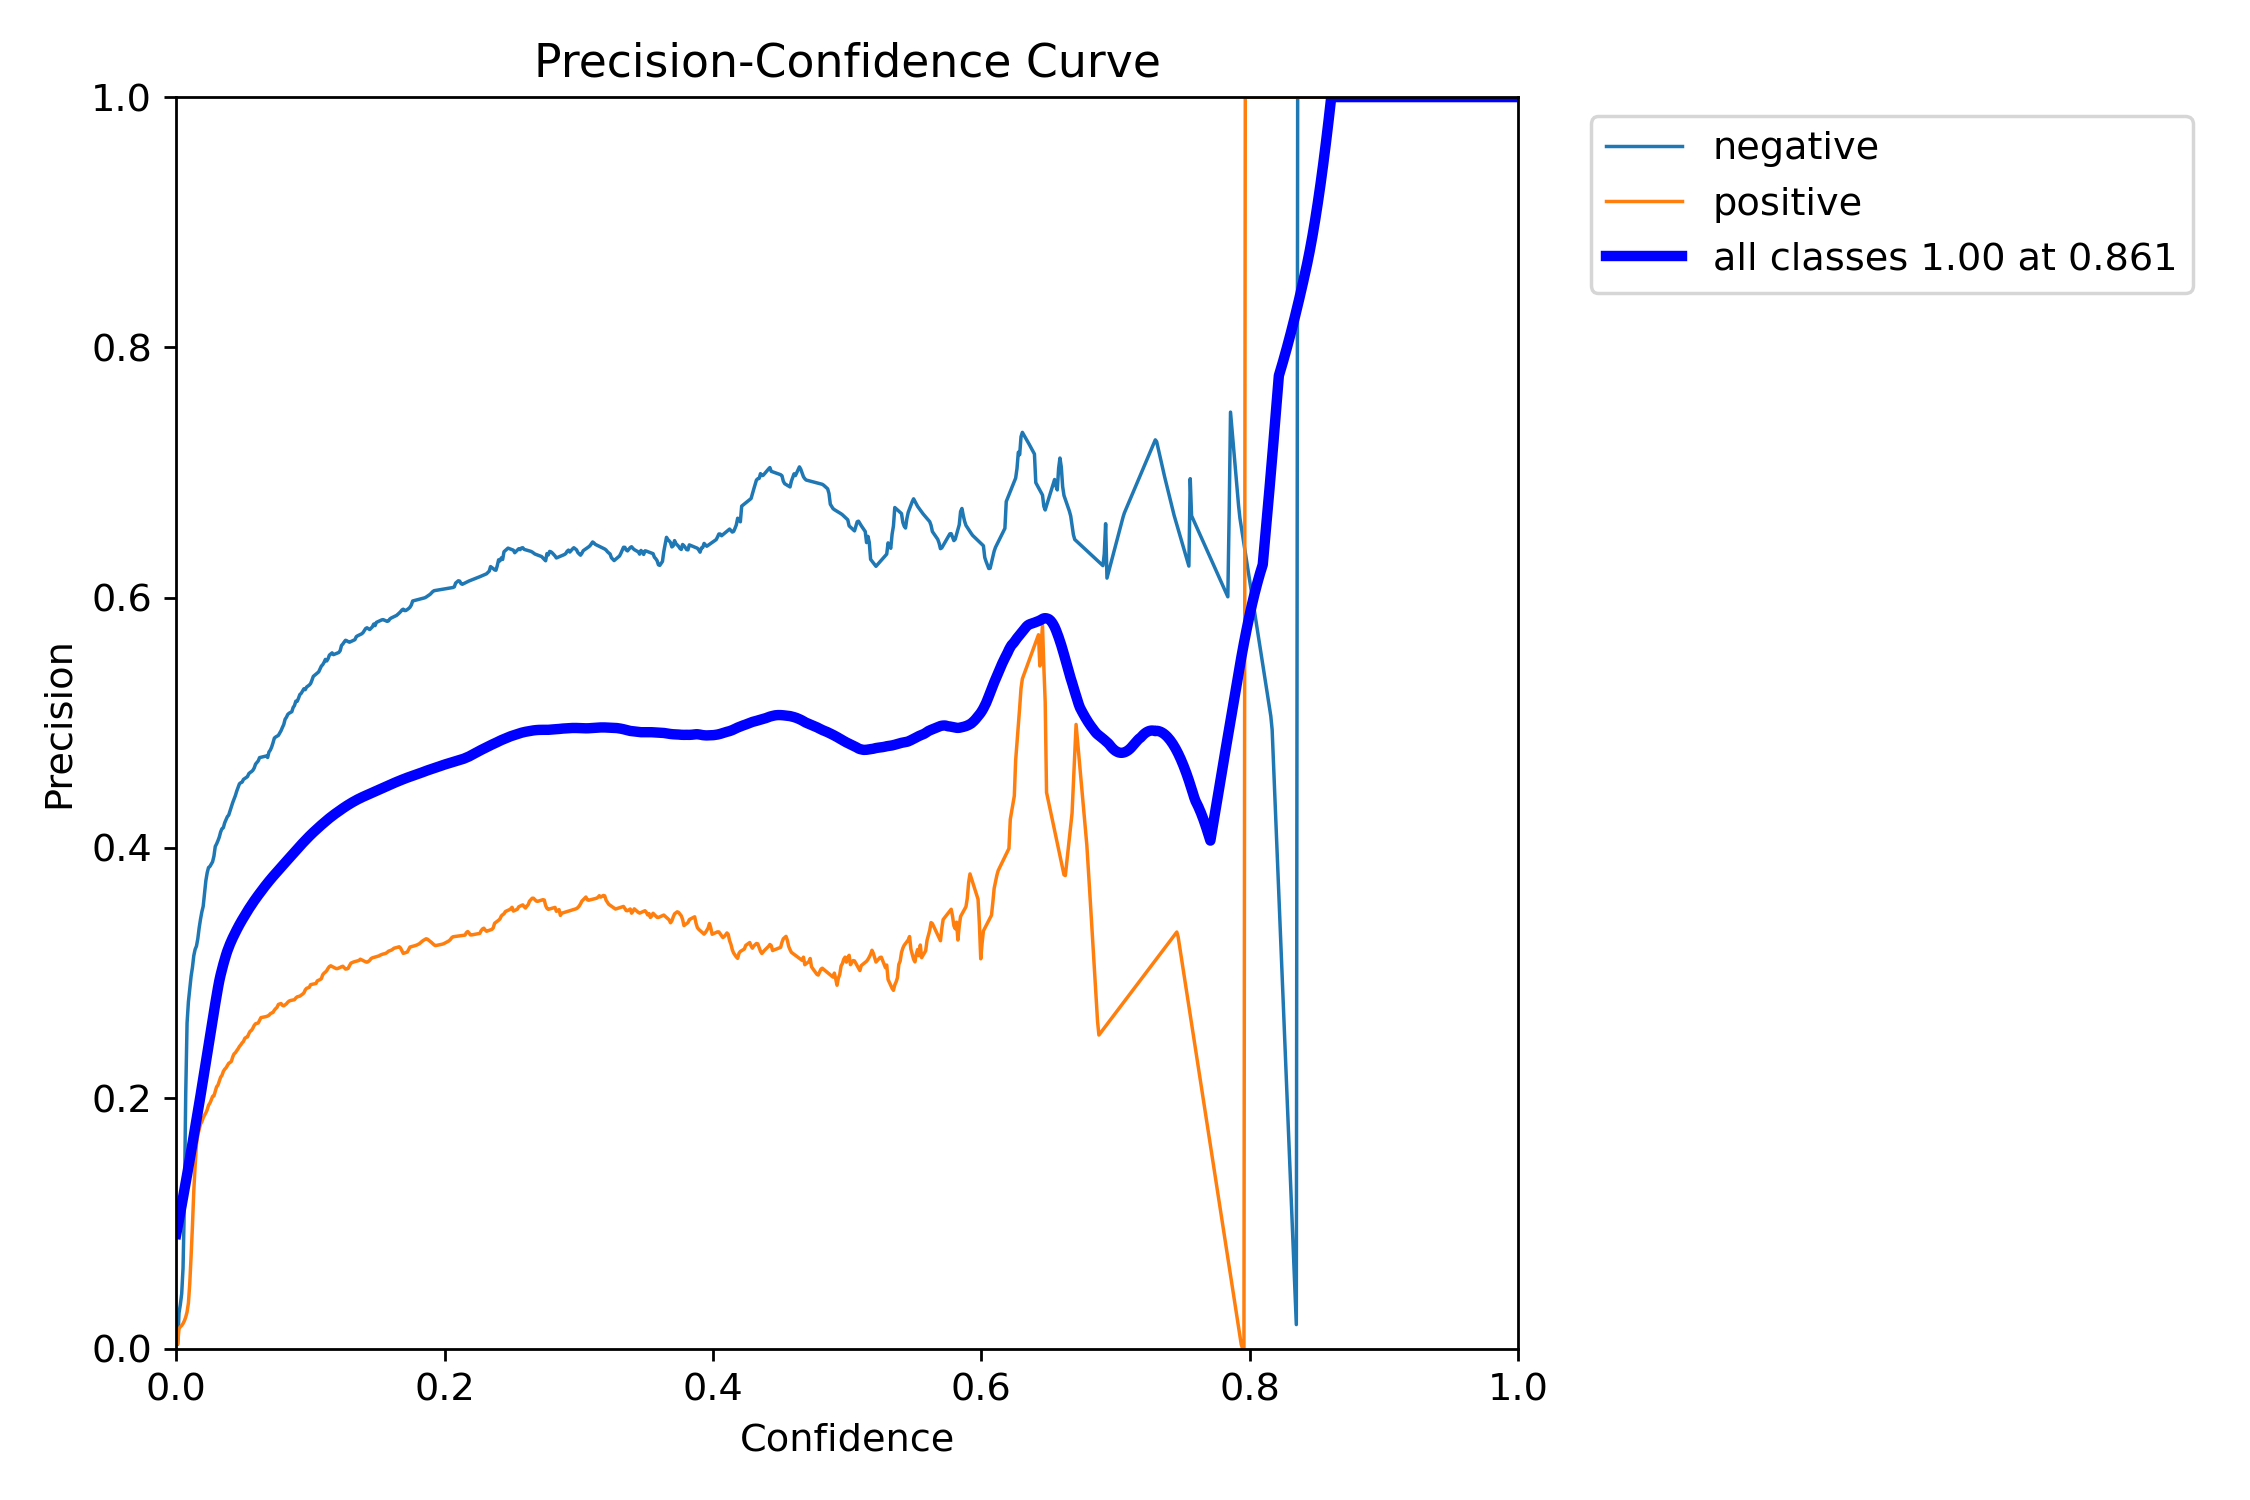 Precision-Confidence Curve
1.0
0.8
0.6
0.4
0.2
0.0
Precision
0.0 0.2 0.4 0.6 0.8 1.0
Confidence
negative
positive
all classes 1.00 at 0.861